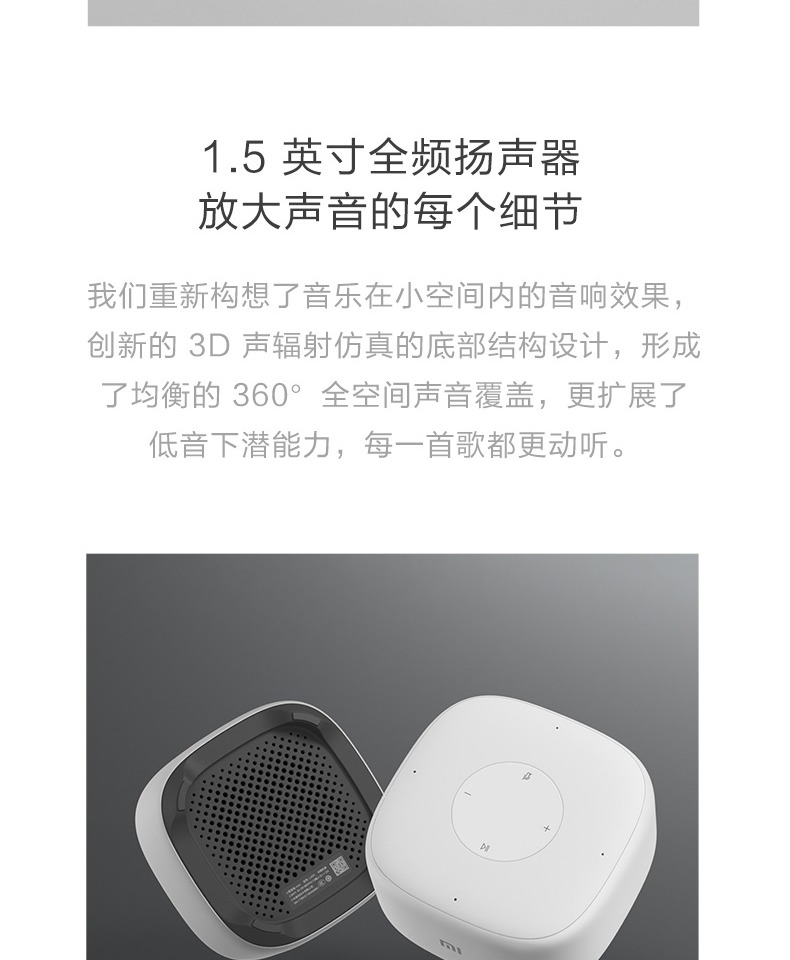 1.5 英寸全频扬声器
放大声音的每个细节
我们重新构想了音乐在小空间内的音响效果，
创新的 3D 声辐射仿真的底部结构设计，形成
了均衡的 360° 全空间声音覆盖，更扩展了
低音下潜能力，每一首歌都更动听。
mi